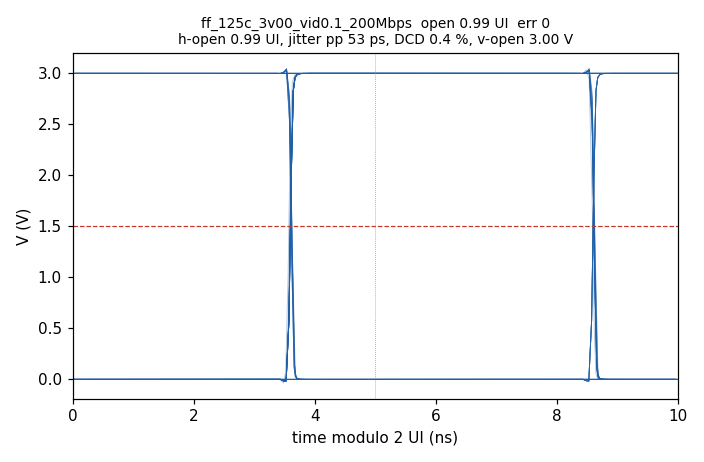 ff_125c_3v00_vid0.1_200Mbps  open 0.99 UI  err 0
h-open 0.99 UI, jitter pp 53 ps, DCD 0.4 %, v-open 3.00 V
3.0
2.5
2.0
1.5
1.0
0.5
0.0
V (V)
0 2 4 6 8 10
time modulo 2 UI (ns)